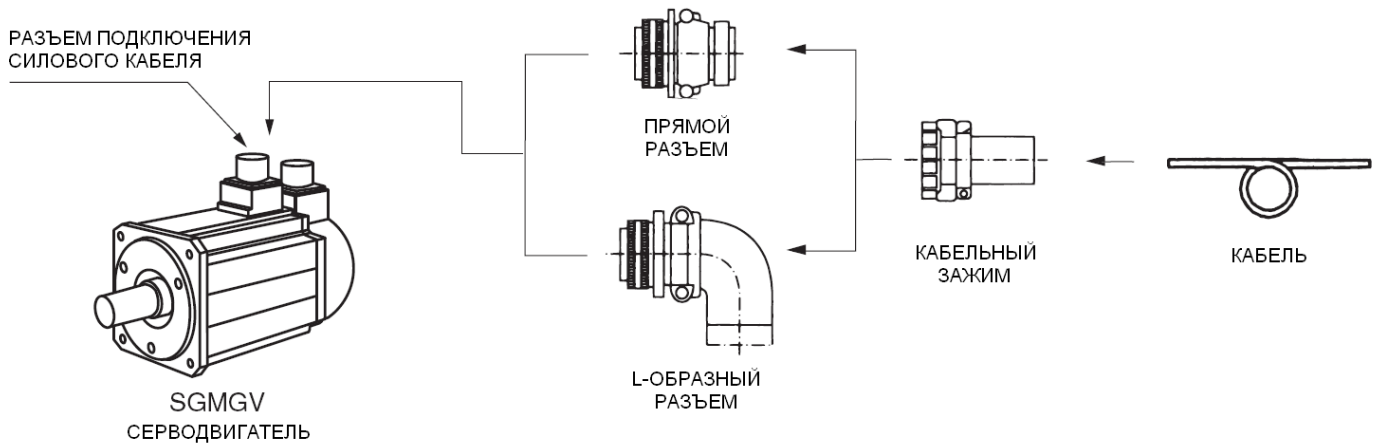 РАЗЪЕМ ПОДКЛЮЧЕНИЯ
СИЛОВОГО КАБЕЛЯ
ПРЯМОЙ
РАЗЪЕМ
КАБЕЛЬНЫЙ
ЗАЖИМ
КАБЕЛЬ
L-ОБРАЗНЫЙ
РАЗЪЕМ
SGMGV
СЕРВОДВИГАТЕЛЬ